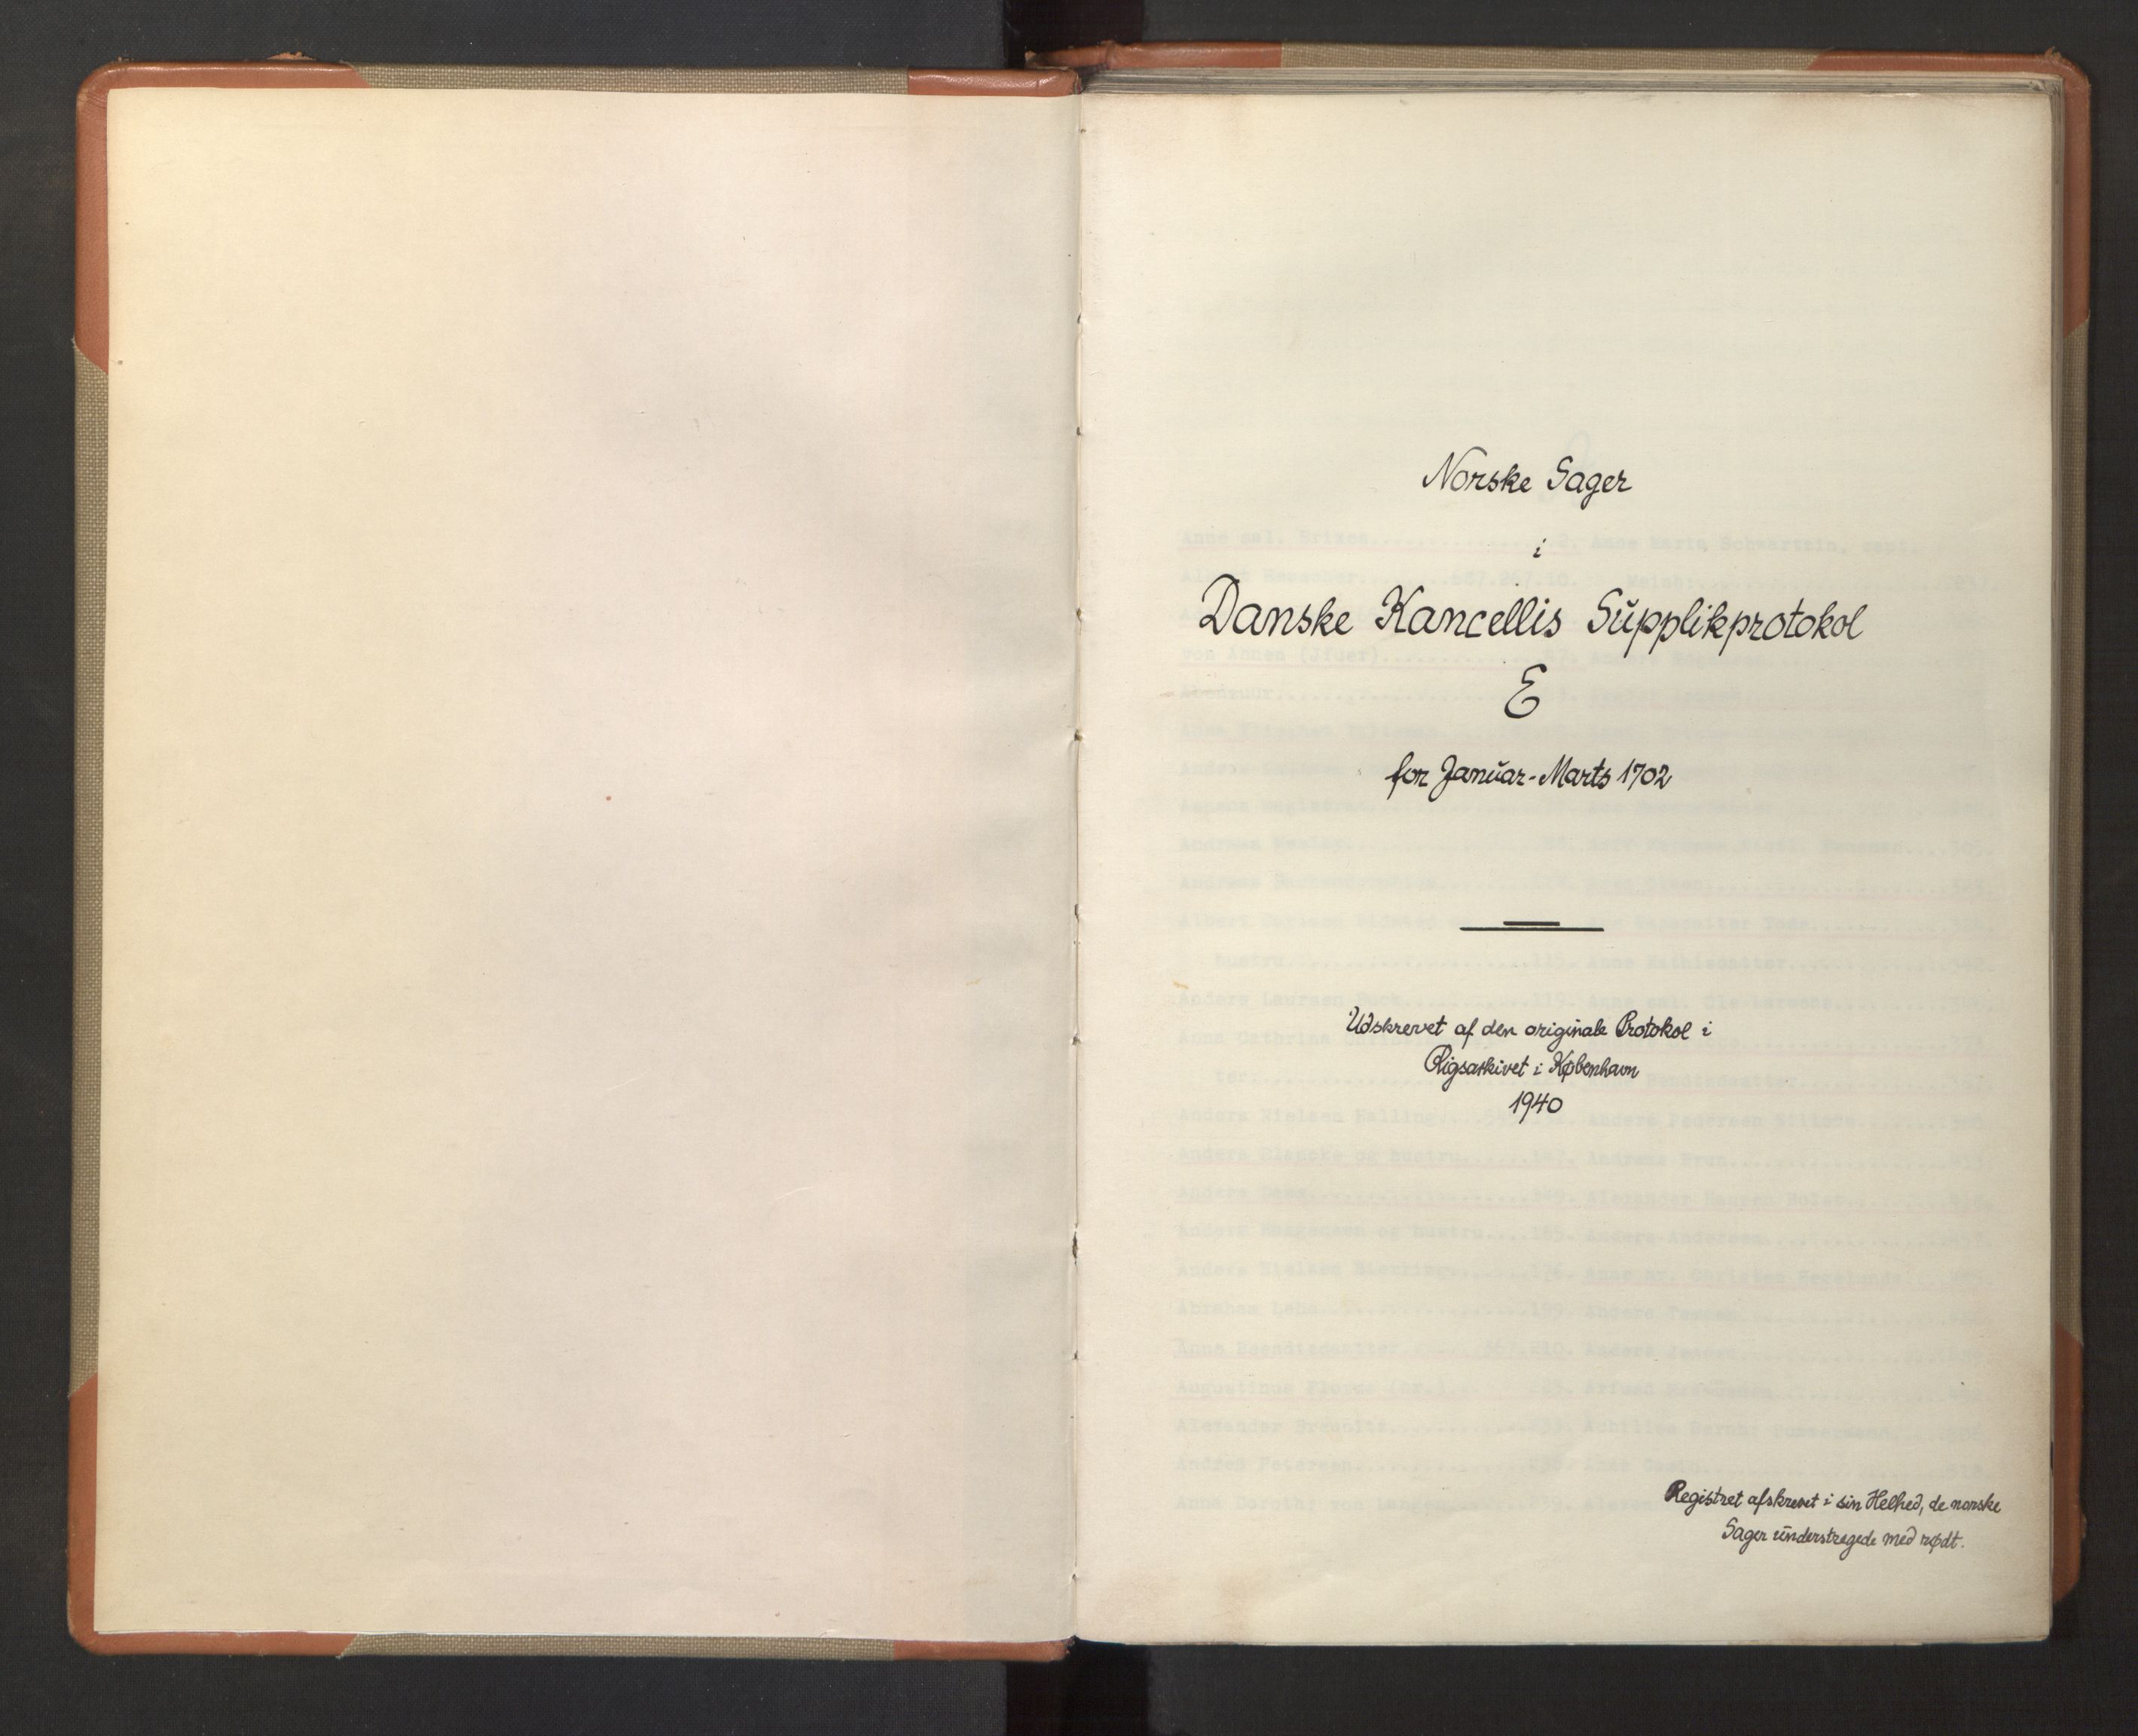 Norske Sager
i
Danske Kancellis Supplikprotokol
E
for Januar-Marts 1702
Udskrevet af den originale Protokol i
Rigsarkivet i København
1940
Registret afskrevet i sin Helhed, de norske
Sager understregede med rødt.